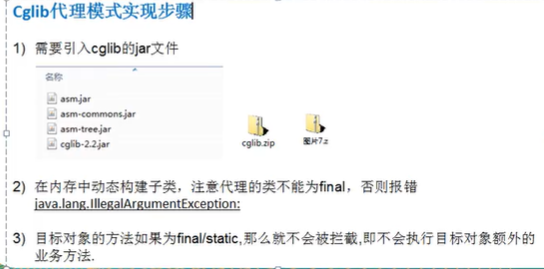 Cglib代理模式实现步骤
1) 需要引入cglib的jar文件
名称
asm.jar
asm-commons.jar
asm-tree.jar
cglib-2.2.jar
cglib.zip
图片7.z
2) 在内存中动态构建子类，注意代理的类不能为final，否则报错
java.lang.IllegalArgumentException:
3) 目标对象的方法如果为final/static,那么就不会被拦截,即不会执行目标对象额外的
业务方法.